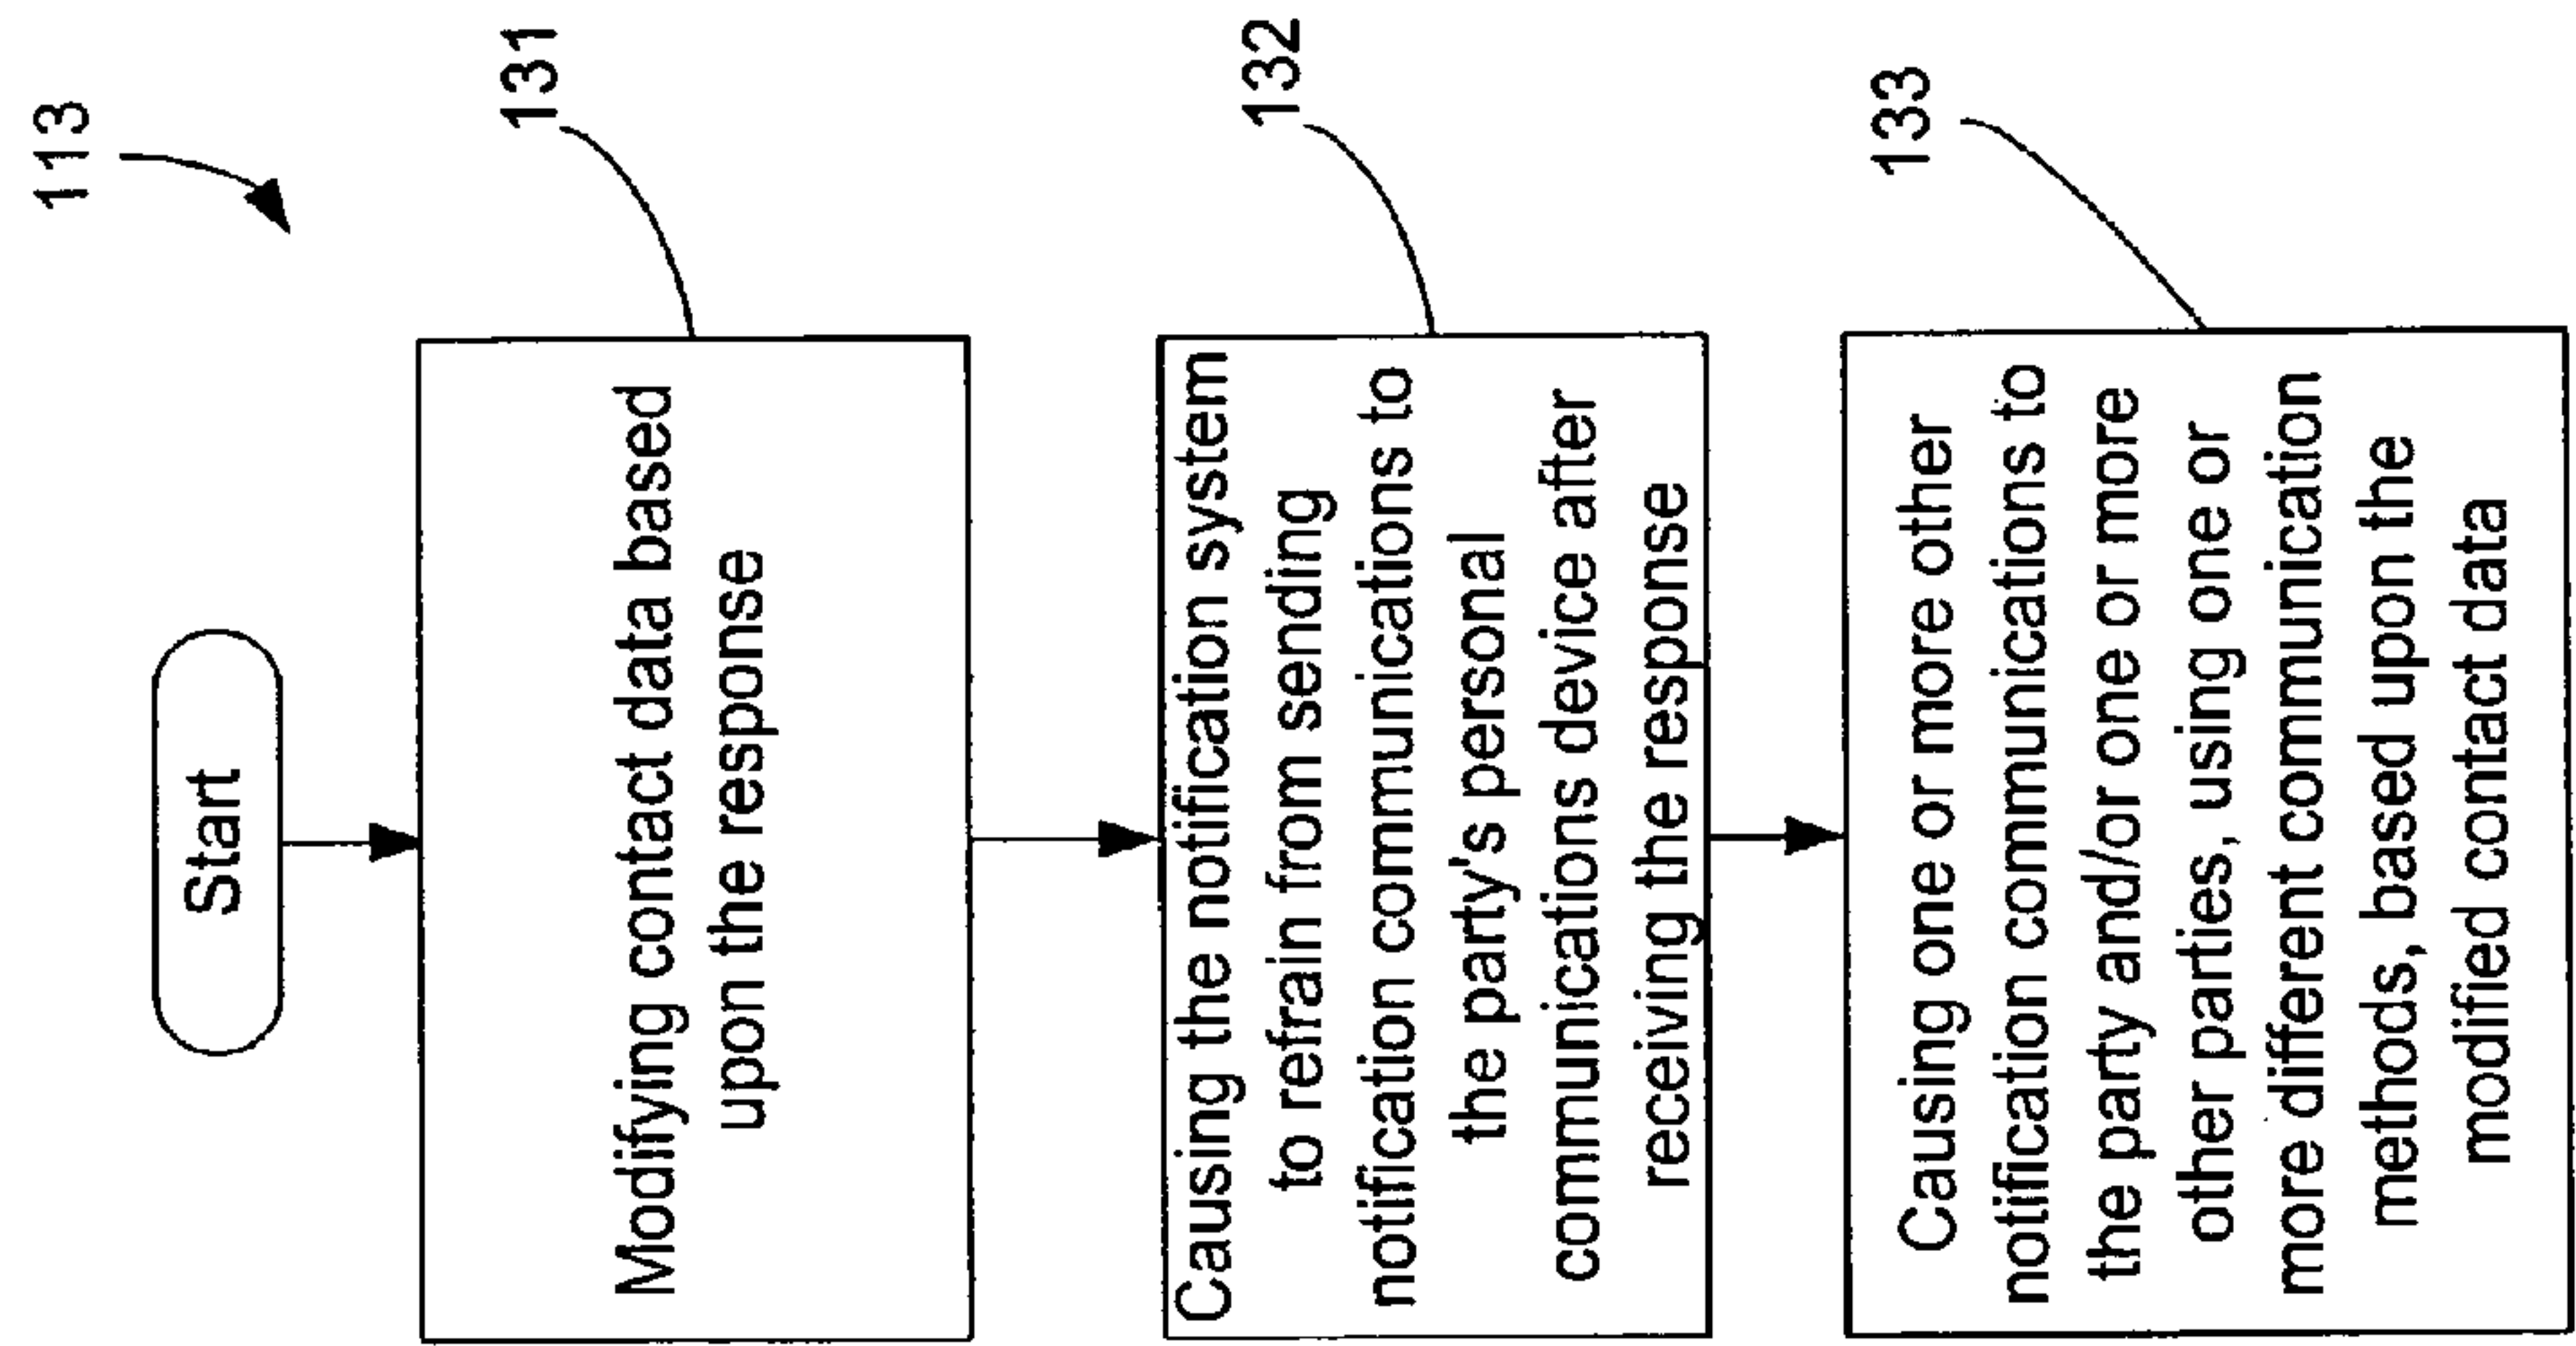 113
Start
131
Modifying contact data based
upon the response
132
Causing the notification system
to refrain from sending
notification communications to
the party's personal
communications device after
receiving the response
133
Causing one or more other
notification communications to
the party and/or one or more
other parties, using one or
more different communication
methods, based upon the
modified contact data